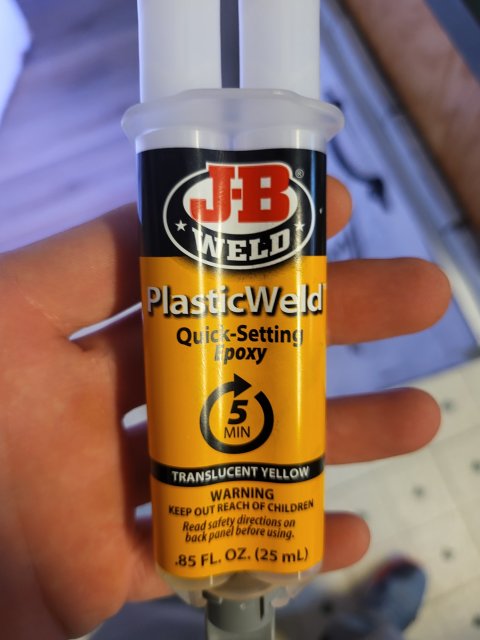 J-B®
WELD
PlasticWeld™
Quick-Setting
Epoxy
5
MIN
TRANSLUCENT YELLOW
WARNING
KEEP OUT REACH OF CHILDREN
Read safety directions on
back panel before using.
.85 FL. OZ. (25 mL)